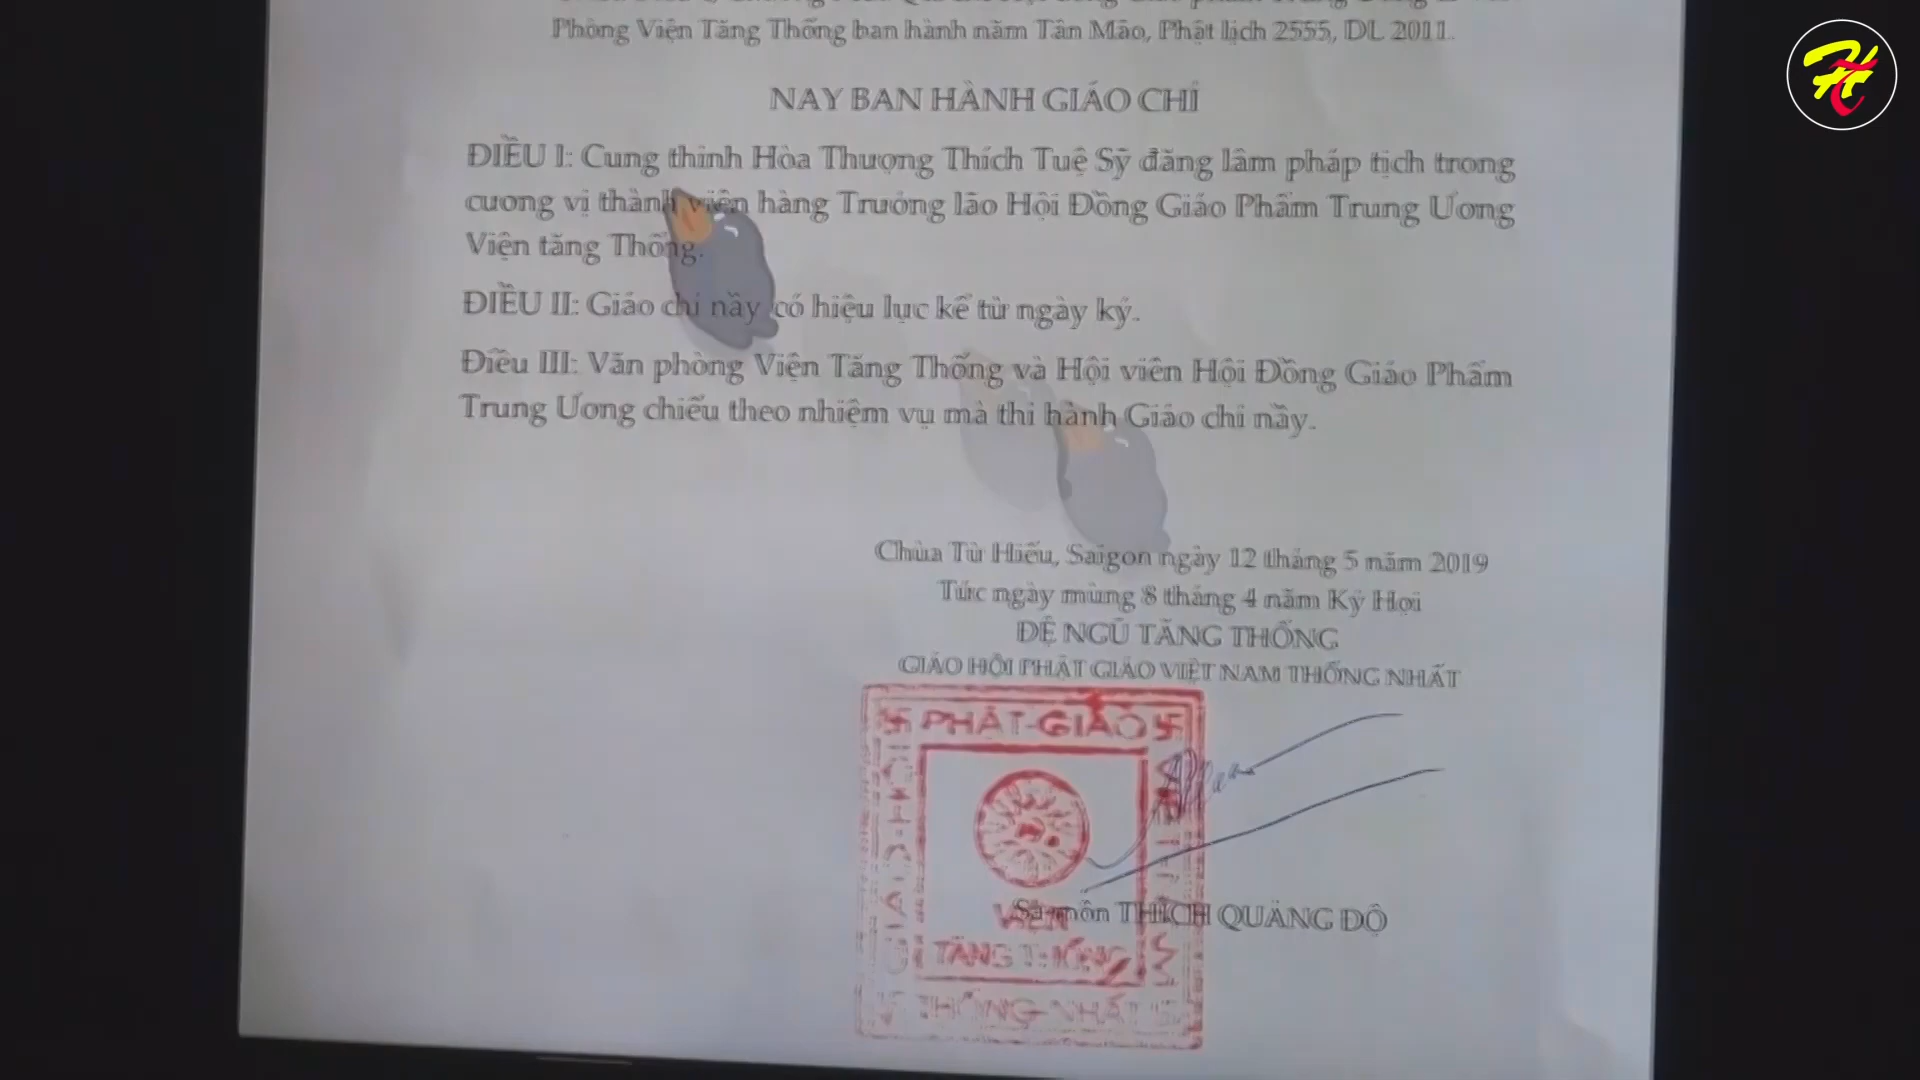 Phòng Viện Tăng Thống ban hành năm Tân Mão, Phật lịch 2555, DL 2011.
NAY BAN HÀNH GIÁO CHỈ
ĐIỀU I: Cung thỉnh Hòa Thượng Thích Tuệ Sỹ đăng lâm pháp tịch trong
cương vị thành viên hàng Trưởng lão Hội Đồng Giáo Phẩm Trung Ương
Viện tăng Thống.
ĐIỀU II: Giáo chỉ nầy có hiệu lực kể từ ngày ký.
Điều III: Văn phòng Viện Tăng Thống và Hội viên Hội Đồng Giáo Phẩm
Trung Ương chiếu theo nhiệm vụ mà thi hành Giáo chỉ nầy.
Chùa Từ Hiếu, Saigon ngày 12 tháng 5 năm 2019
Tức ngày mùng 8 tháng 4 năm Kỷ Hợi
ĐỆ NGŨ TĂNG THỐNG
GIÁO HỘI PHẬT GIÁO VIỆT NAM THỐNG NHẤT
PHẬT-GIÁO
Sa môn THÍCH QUẢNG ĐỘ
VIỆN
TĂNG THỐNG
THỐNG-NHẤT
HT